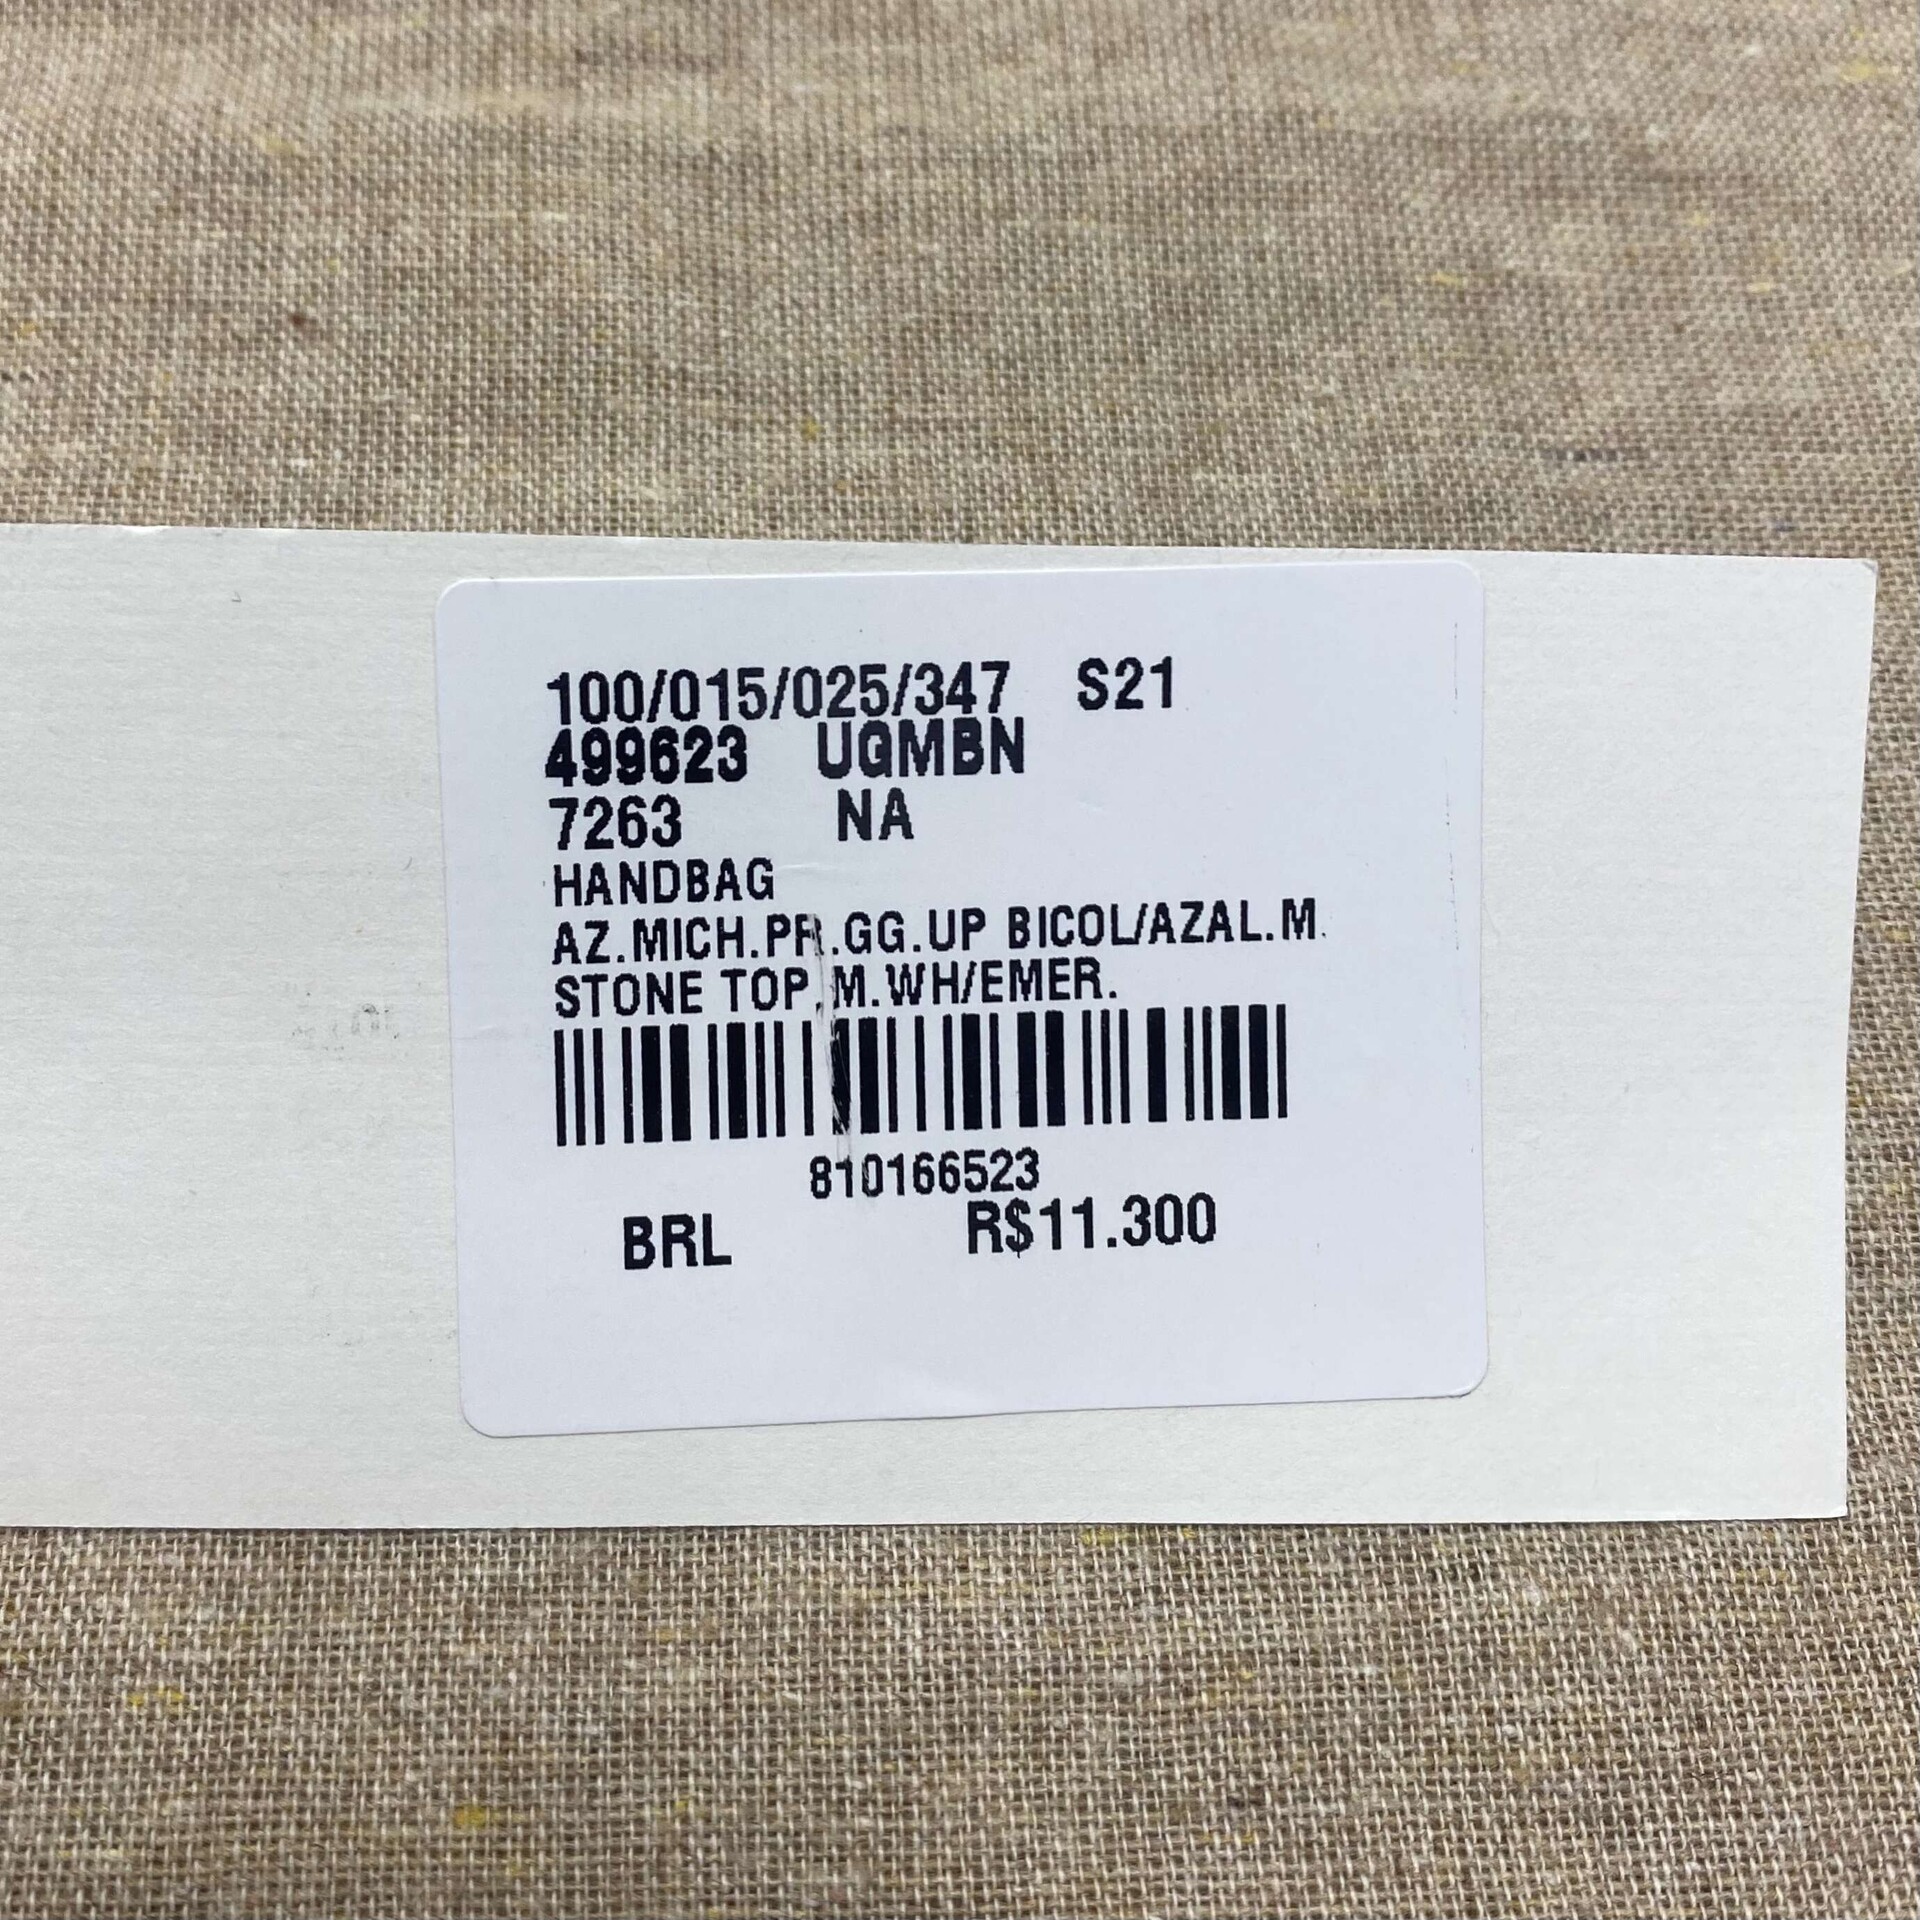 100/015/025/347 S21
499623 UGMBN
7263 NA
HANDBAG
AZ.MICH.PR.GG.UP BICOL/AZAL.M.
STONE TOP,M.WH/EMER.
810166523
BRL R$11.300